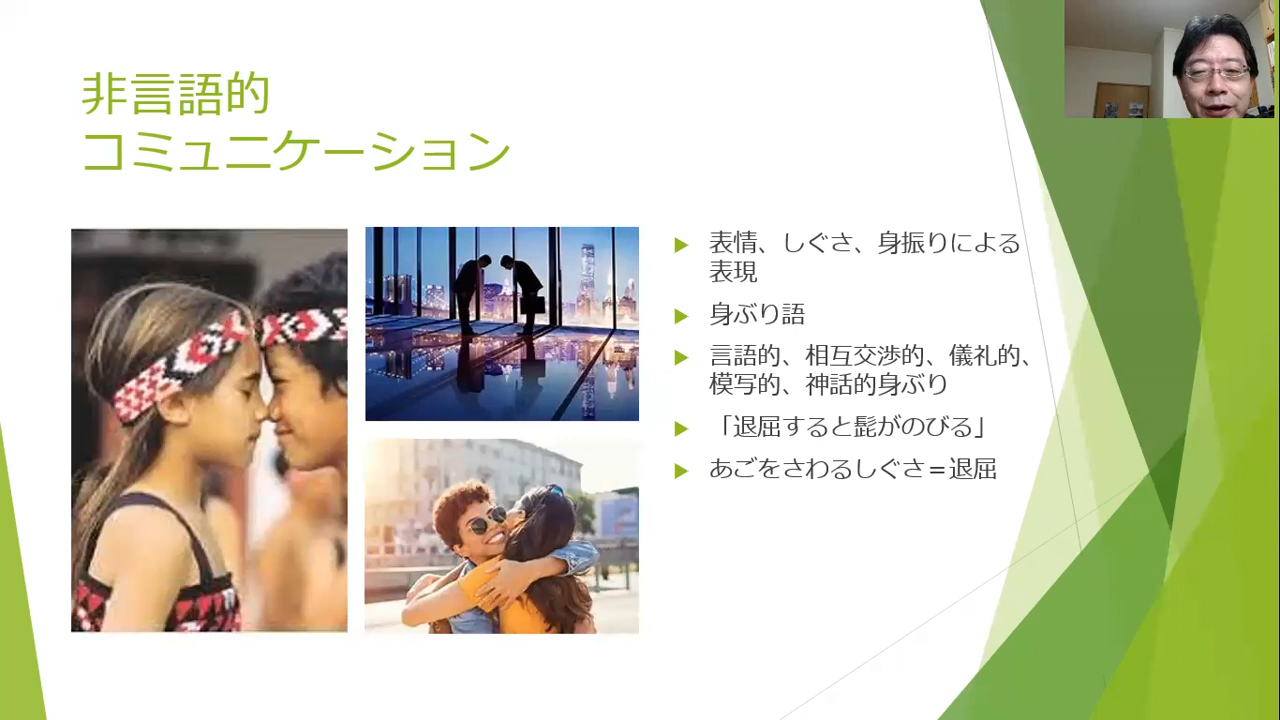 非言語的
コミュニケーション
表情、しぐさ、身振りによる
表現
身ぶり語
言語的、相互交渉的、儀礼的、
模写的、神話的身ぶり
「退屈すると髭がのびる」
あごをさわるしぐさ＝退屈